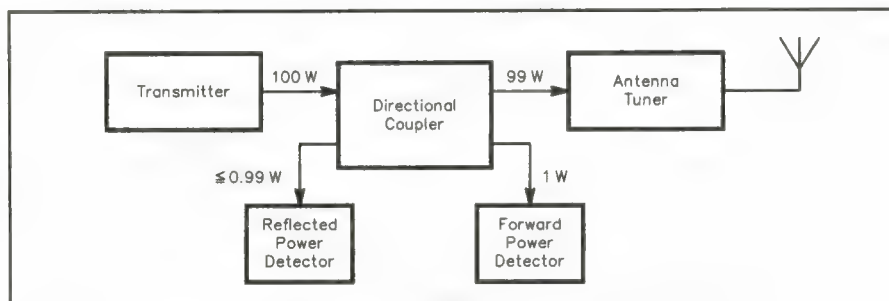 Transmitter
100 W
Directional
Coupler
99 W
Antenna
Tuner
≦0.99 W
1 W
Reflected
Power
Detector
Forward
Power
Detector